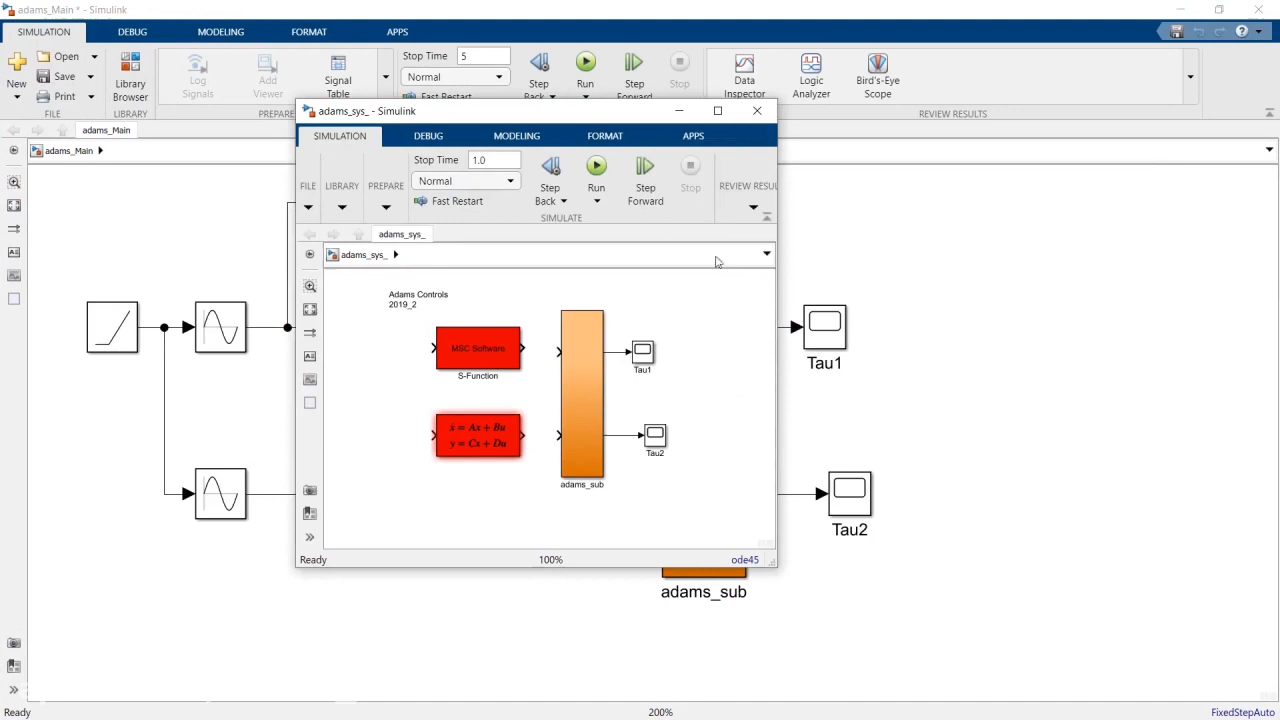 adams_Main * - Simulink
SIMULATION DEBUG MODELING FORMAT APPS
New
Open
Save
Print
FILE
Library
Browser
LIBRARY
Log
Signals
Add
Viewer
Signal
Table
PREPARE
Stop Time 5
Normal
Fast Restart
Step
Back
Run
Step
Forward
Stop
Data
Inspector
Logic
Analyzer
Bird's-Eye
Scope
REVIEW RESULTS
adams_Main
adams_Main
adams_sys_ - Simulink
SIMULATION DEBUG MODELING FORMAT APPS
FILE
LIBRARY
PREPARE
Stop Time 1.0
Normal
Fast Restart
Step
Back
Run
Step
Forward
Stop
SIMULATE
REVIEW RESUL
adams_sys_
adams_sys_
Adams Controls
2019_2
MSC Software
S-Function
ẋ = Ax + Bu
y = Cx + Du
adams_sub
Tau1
Tau2
Ready 100% ode45
Tau1
Tau2
adams_sub
Ready 200% FixedStepAuto